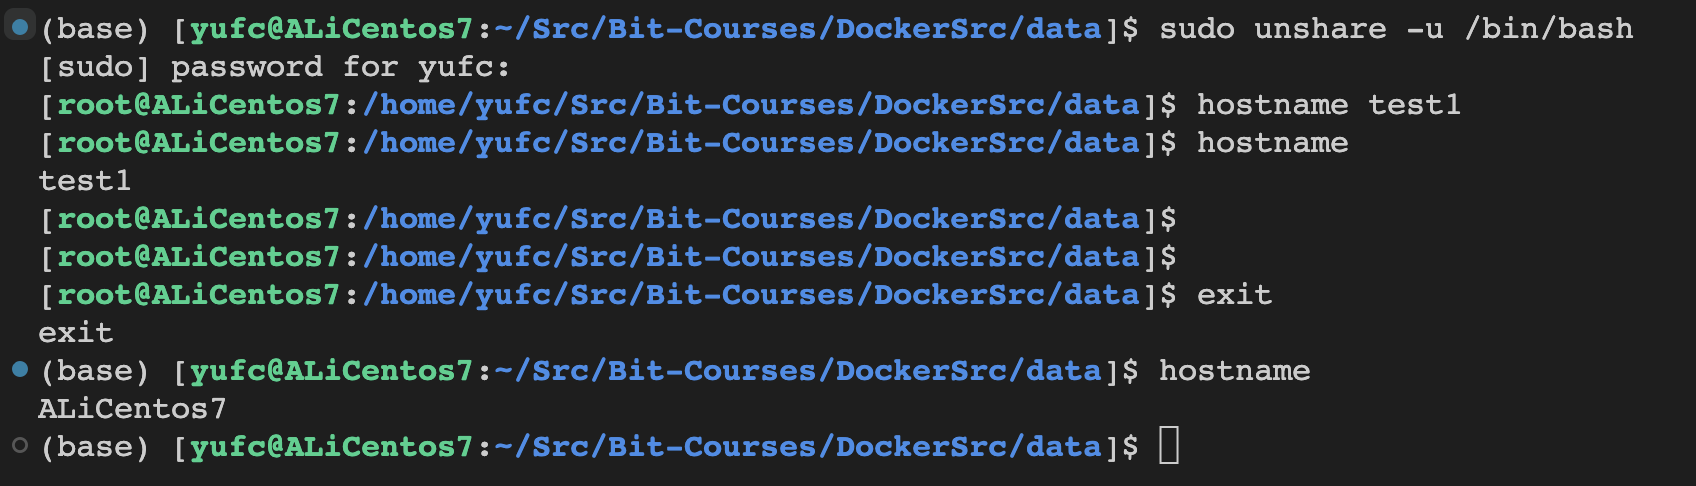 (base) [yufc@ALiCentos7:~/Src/Bit-Courses/DockerSrc/data]$ sudo unshare -u /bin/bash
[sudo] password for yufc:
[root@ALiCentos7:/home/yufc/Src/Bit-Courses/DockerSrc/data]$ hostname test1
[root@ALiCentos7:/home/yufc/Src/Bit-Courses/DockerSrc/data]$ hostname
test1
[root@ALiCentos7:/home/yufc/Src/Bit-Courses/DockerSrc/data]$
[root@ALiCentos7:/home/yufc/Src/Bit-Courses/DockerSrc/data]$
[root@ALiCentos7:/home/yufc/Src/Bit-Courses/DockerSrc/data]$ exit
exit
(base) [yufc@ALiCentos7:~/Src/Bit-Courses/DockerSrc/data]$ hostname
ALiCentos7
(base) [yufc@ALiCentos7:~/Src/Bit-Courses/DockerSrc/data]$